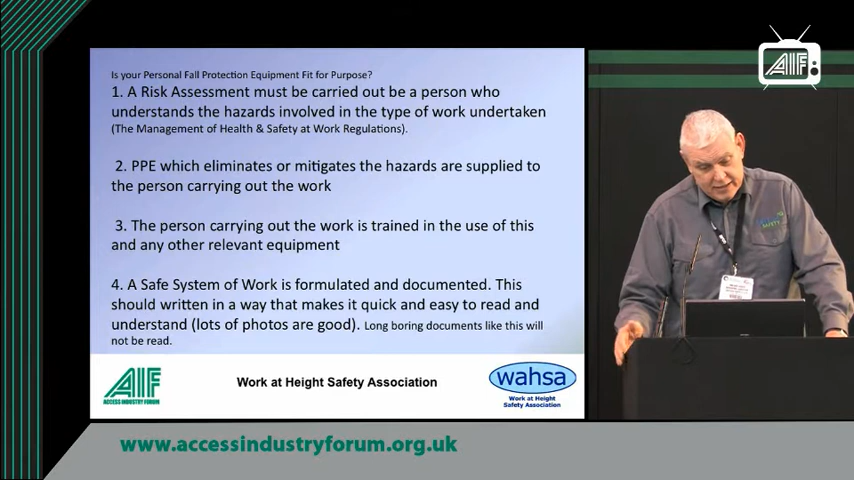 Is your Personal Fall Protection Equipment Fit for Purpose?
1. A Risk Assessment must be carried out be a person who
understands the hazards involved in the type of work undertaken
(The Management of Health & Safety at Work Regulations).
2. PPE which eliminates or mitigates the hazards are supplied to
the person carrying out the work
3. The person carrying out the work is trained in the use of this
and any other relevant equipment
4. A Safe System of Work is formulated and documented. This
should written in a way that makes it quick and easy to read and
understand (lots of photos are good). Long boring documents like this will
not be read.
AIF
ACCESS INDUSTRY FORUM
Work at Height Safety Association
wahsa
Work at Height
Safety Association
www.accessindustryforum.org.uk
AIF
SAFETY